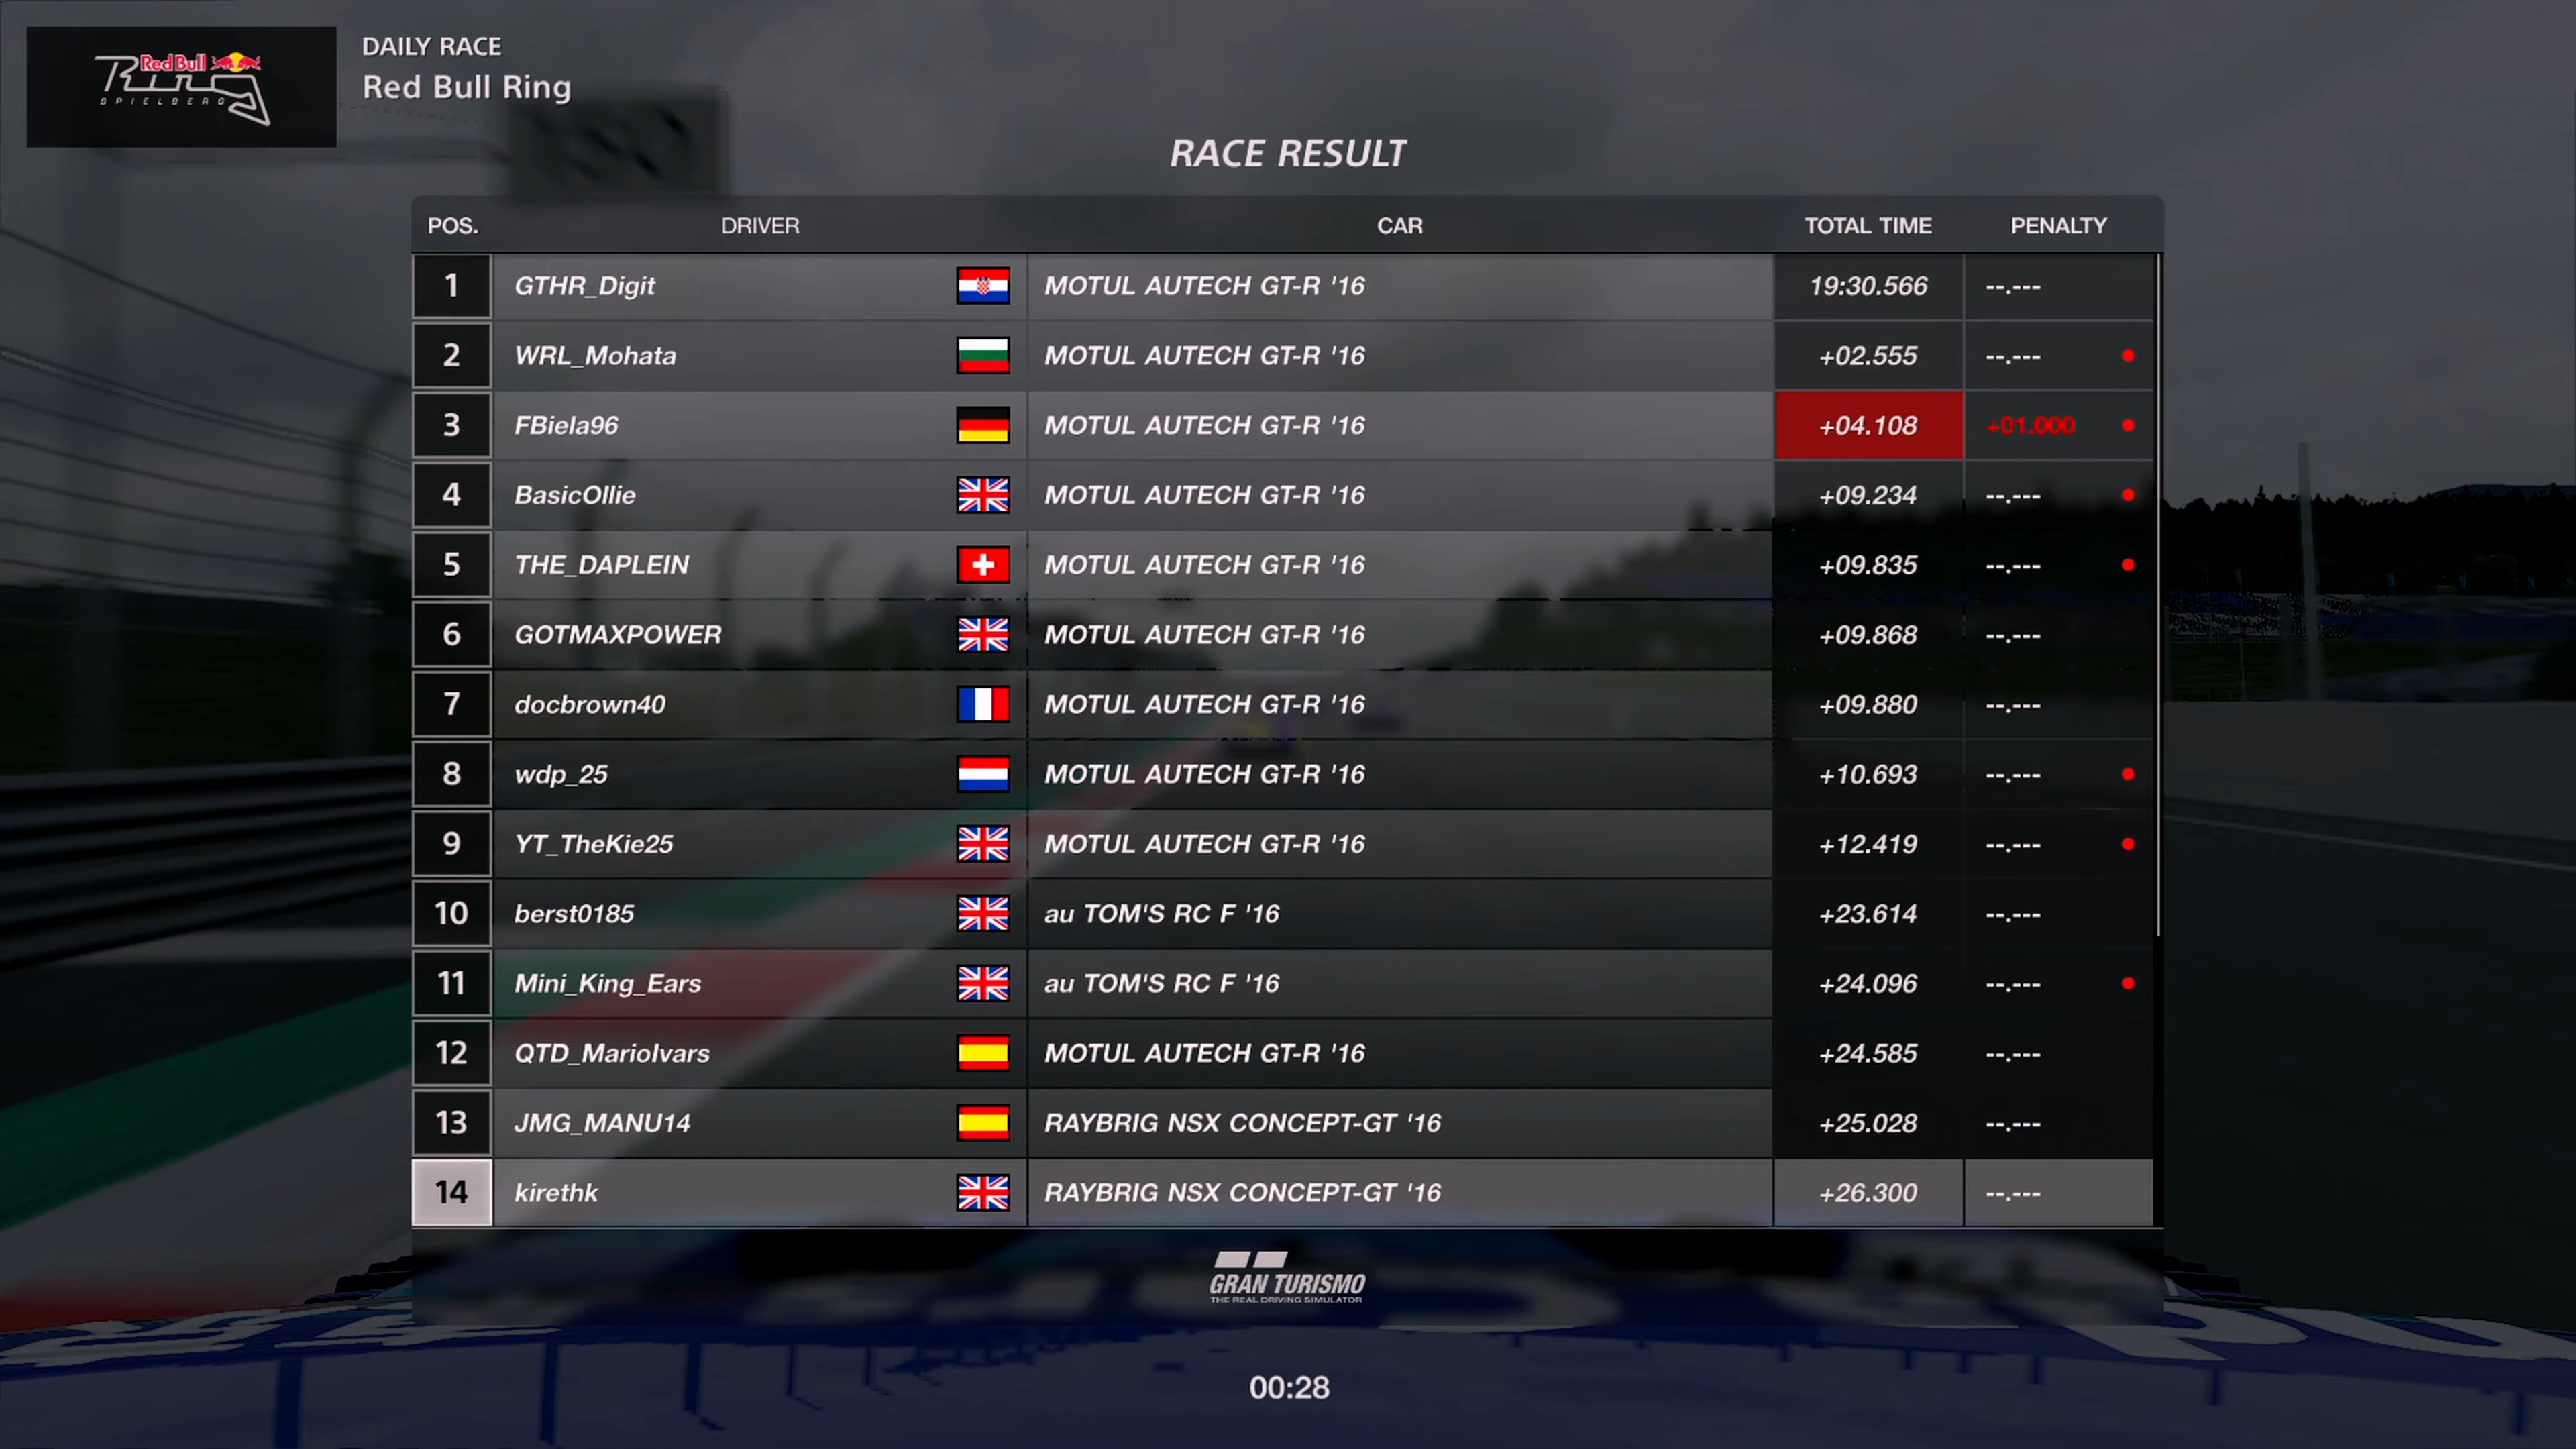 Red Bull
Ring
SPIELBERG
DAILY RACE
Red Bull Ring
RACE RESULT
POS. DRIVER CAR TOTAL TIME PENALTY
1 GTHR_Digit MOTUL AUTECH GT-R '16 19:30.566 --.---
2 WRL_Mohata MOTUL AUTECH GT-R '16 +02.555 --.---
3 FBiela96 MOTUL AUTECH GT-R '16 +04.108 +01.000
4 BasicOllie MOTUL AUTECH GT-R '16 +09.234 --.---
5 THE_DAPLEIN MOTUL AUTECH GT-R '16 +09.835 --.---
6 GOTMAXPOWER MOTUL AUTECH GT-R '16 +09.868 --.---
7 docbrown40 MOTUL AUTECH GT-R '16 +09.880 --.---
8 wdp_25 MOTUL AUTECH GT-R '16 +10.693 --.---
9 YT_TheKie25 MOTUL AUTECH GT-R '16 +12.419 --.---
10 berst0185 au TOM'S RC F '16 +23.614 --.---
11 Mini_King_Ears au TOM'S RC F '16 +24.096 --.---
12 QTD_MarioIvars MOTUL AUTECH GT-R '16 +24.585 --.---
13 JMG_MANU14 RAYBRIG NSX CONCEPT-GT '16 +25.028 --.---
14 kirethk RAYBRIG NSX CONCEPT-GT '16 +26.300 --.---
GRAN TURISMO
THE REAL DRIVING SIMULATOR
00:28